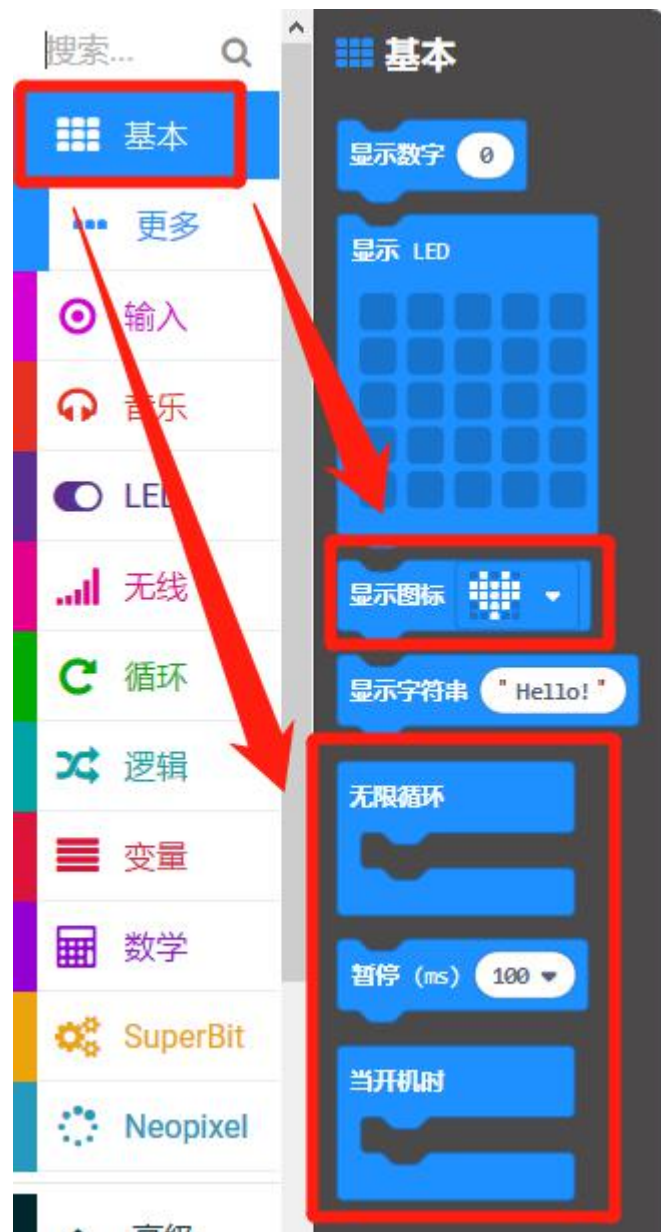 搜索...
基本
更多
输入
音乐
LED
无线
循环
逻辑
变量
数学
SuperBit
Neopixel
高级
基本
显示数字 0
显示 LED
显示图标
显示字符串 "Hello!"
无限循环
暂停 (ms) 100
当开机时